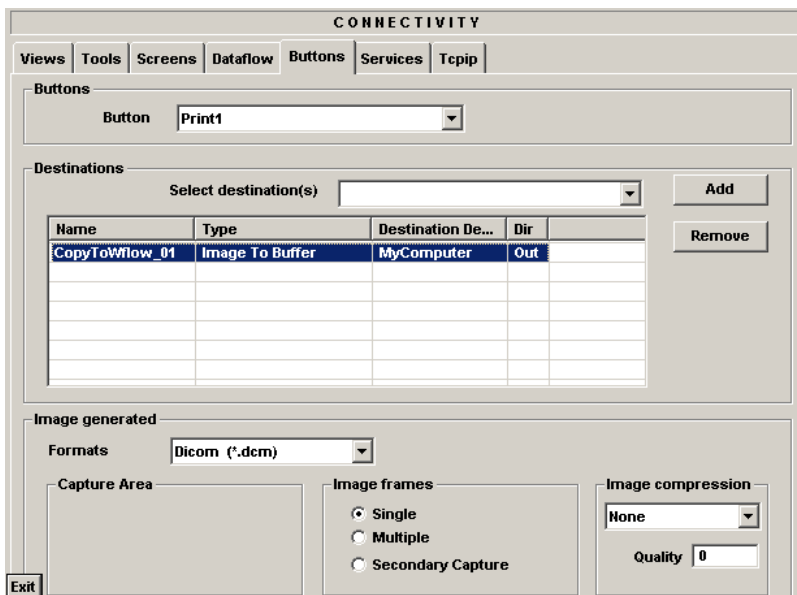 CONNECTIVITY
Views Tools Screens Dataflow Buttons Services Tcpip
Buttons
Button Print1
Destinations
Select destination(s)
Add
Name Type Destination De... Dir
Remove
CopyToWflow_01 Image To Buffer MyComputer Out
Image generated
Formats Dicom (*.dcm)
Capture Area Image frames Image compression
Single
None
Multiple
Quality 0
Secondary Capture
Exit